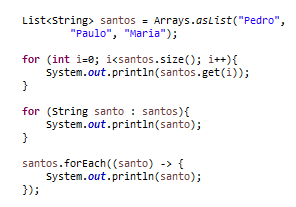 List<String> santos = Arrays.asList("Pedro",
"Paulo", "Maria");
for (int i=0; i<santos.size(); i++){
System.out.println(santos.get(i));
}
for (String santo : santos){
System.out.println(santo);
}
santos.forEach((santo) -> {
System.out.println(santo);
});